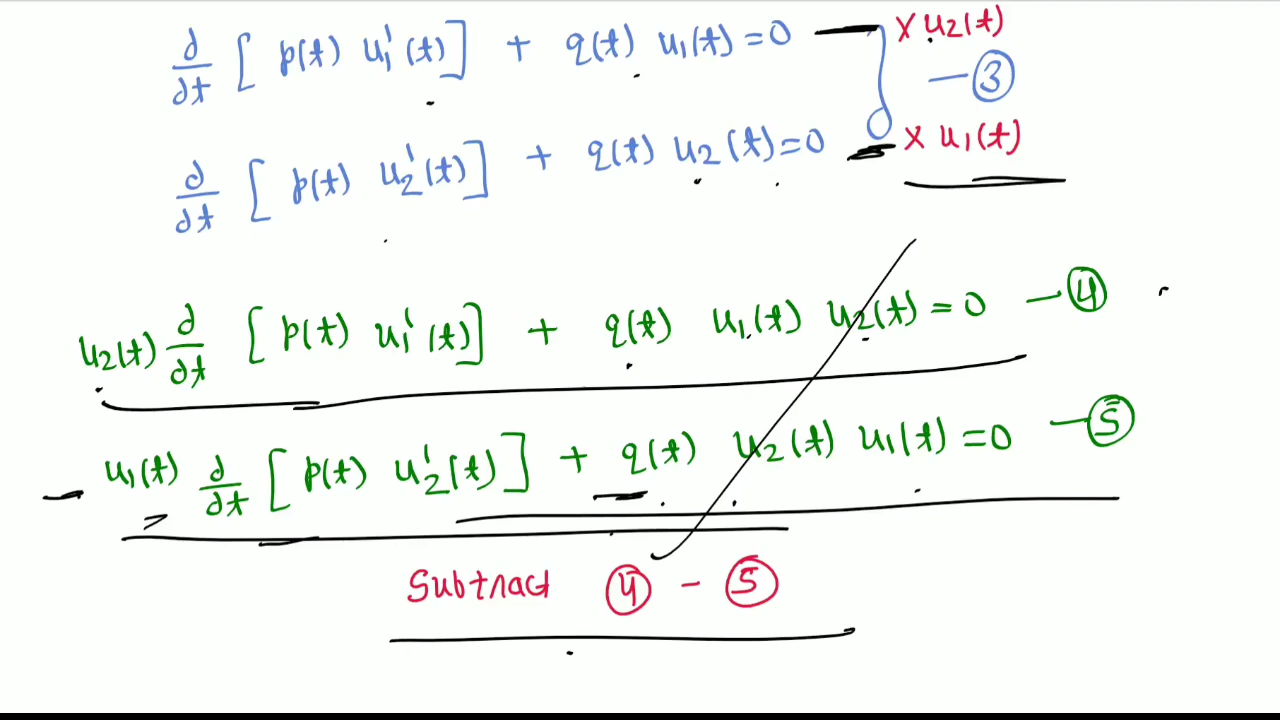 d/dt [ p(t) u₁'(t) ] + q(t) u₁(t) = 0 — × u₂(t)
— ③
d/dt [ p(t) u₂'(t) ] + q(t) u₂(t) = 0 × u₁(t)
u₂(t) d/dt [ p(t) u₁'(t) ] + q(t) u₁(t) u₂(t) = 0 — ④
u₁(t) d/dt [ p(t) u₂'(t) ] + q(t) u₂(t) u₁(t) = 0 — ⑤
Subtract ④ - ⑤